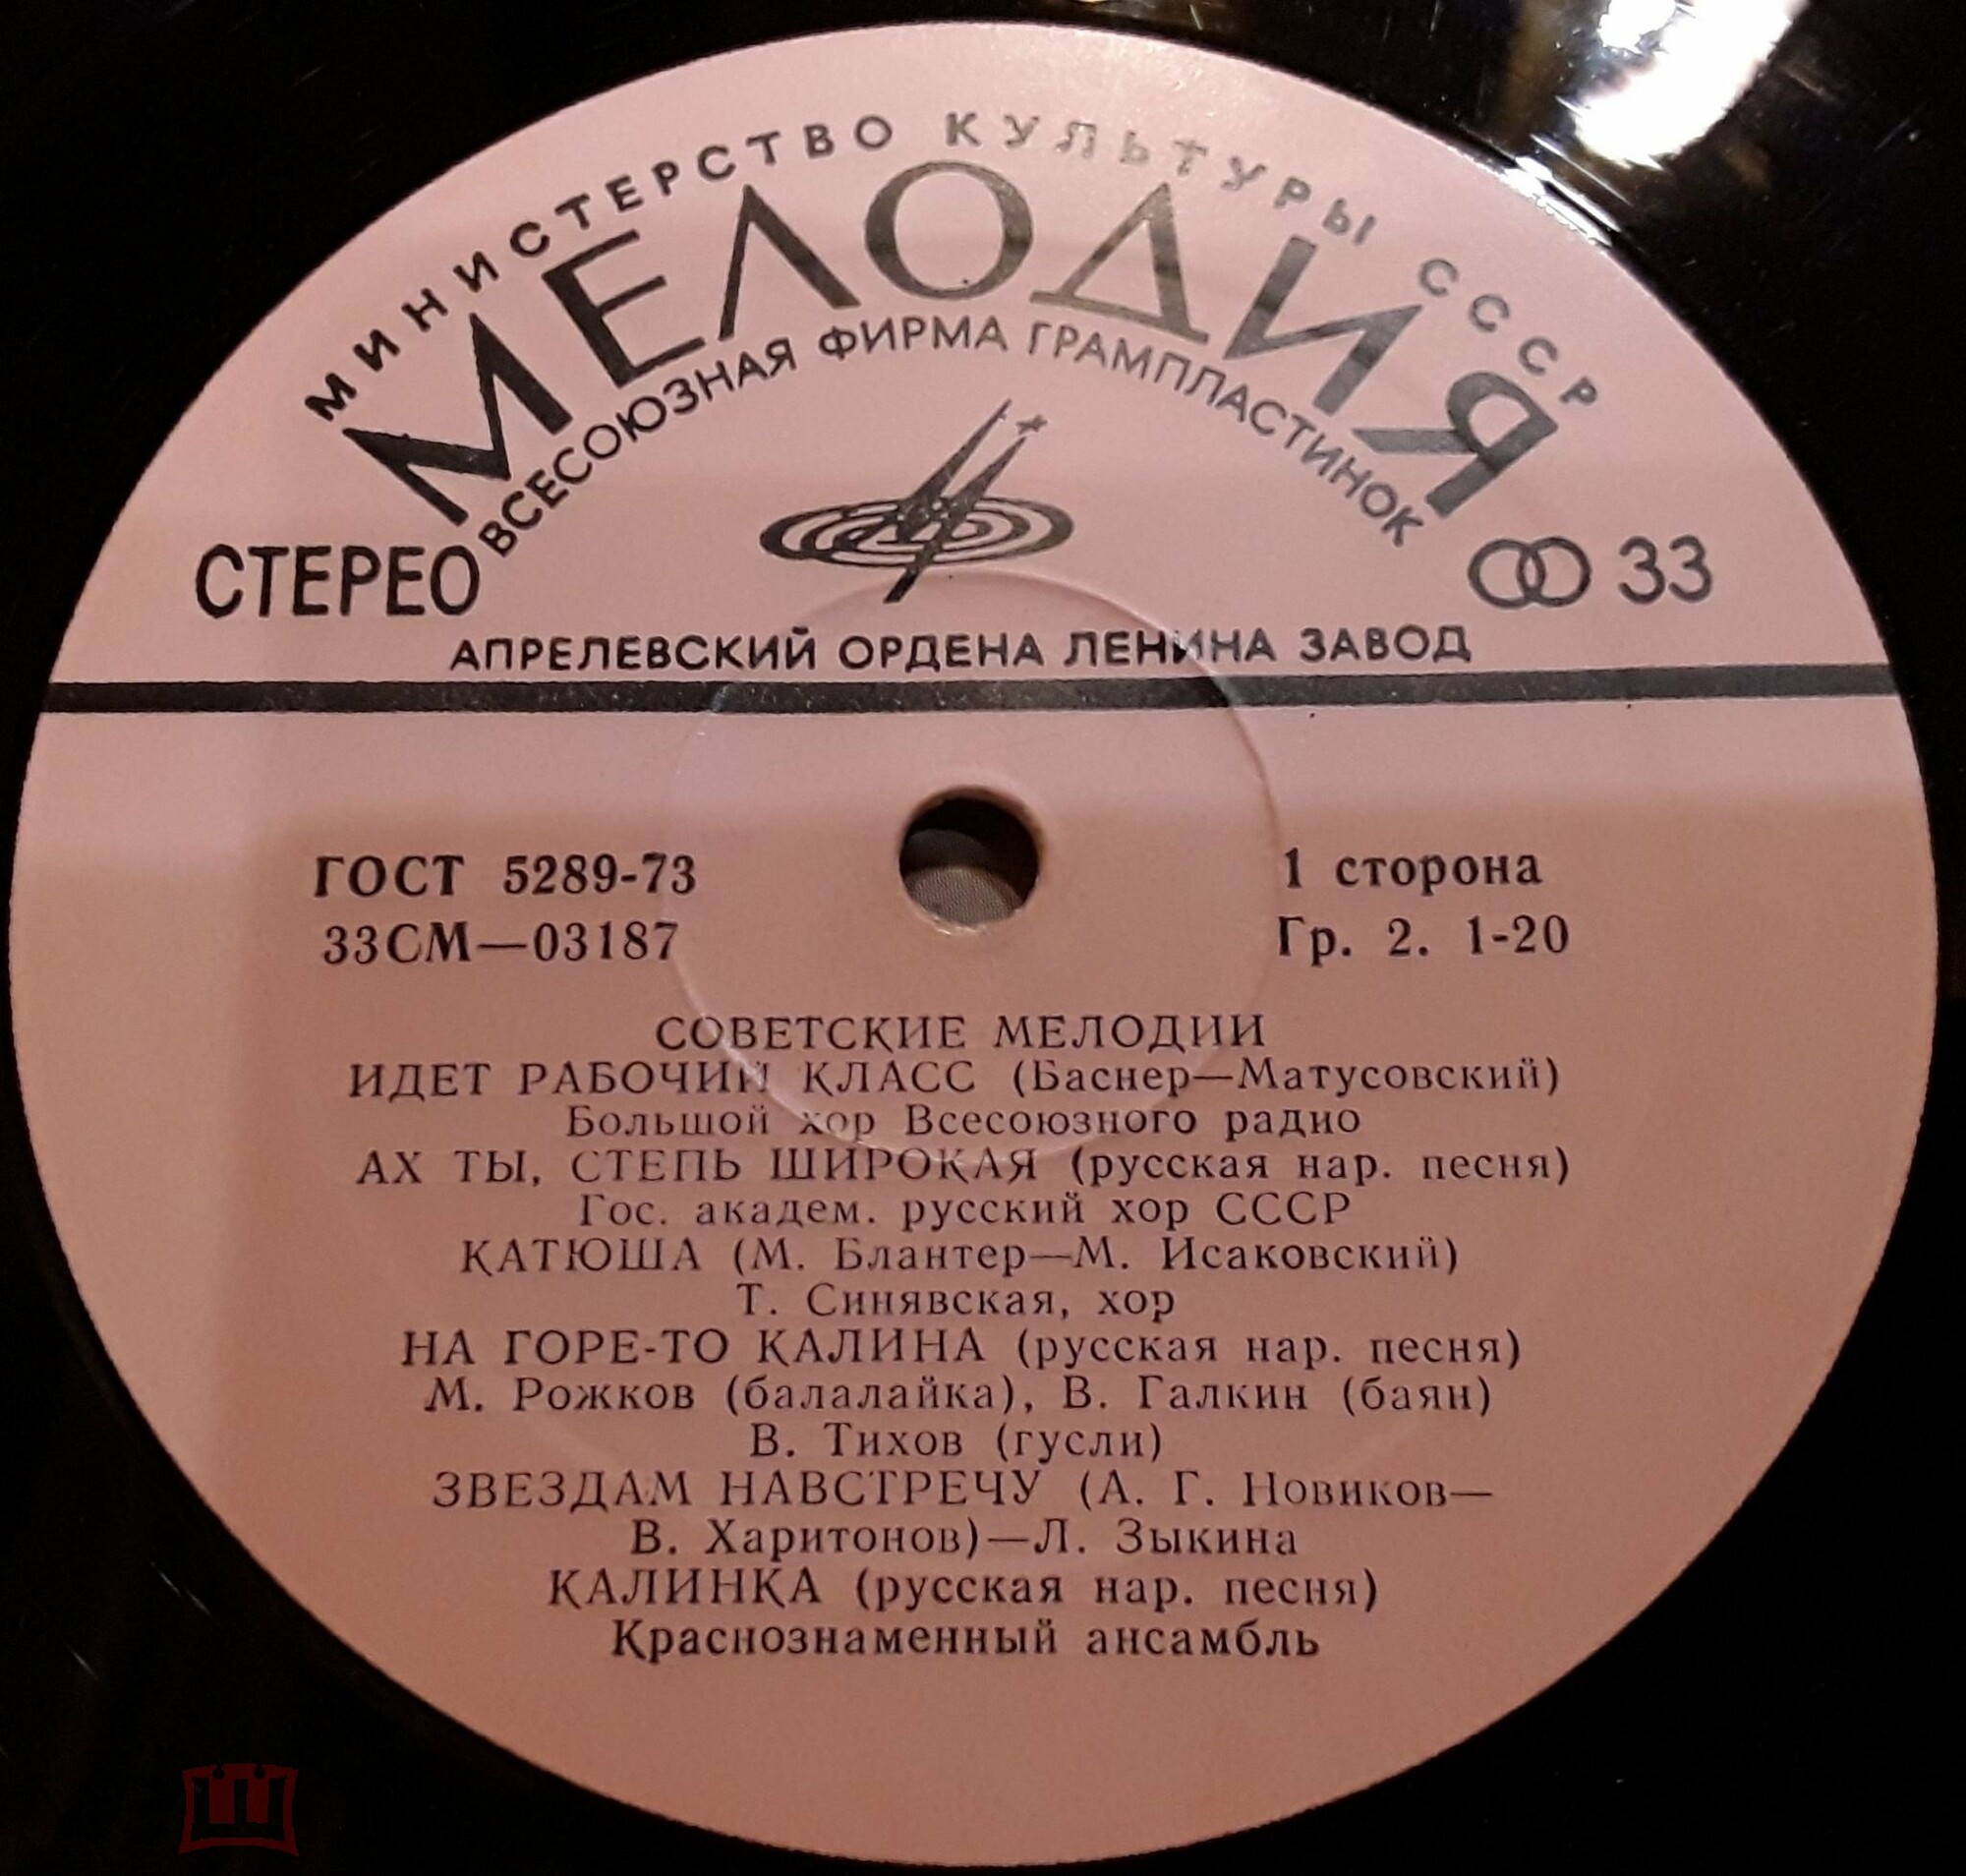 МИНИСТЕРСТВО КУЛЬТУРЫ СССР
МЕЛОДИЯ
ВСЕСОЮЗНАЯ ФИРМА ГРАМПЛАСТИНОК
СТЕРЕО
33
АПРЕЛЕВСКИЙ ОРДЕНА ЛЕНИНА ЗАВОД
ГОСТ 5289-73
1 сторона
33СМ—03187
Гр. 2. 1-20
СОВЕТСКИЕ МЕЛОДИИ
ИДЕТ РАБОЧИЙ КЛАСС (Баснер—Матусовский)
Большой хор Всесоюзного радио
АХ ТЫ, СТЕПЬ ШИРОКАЯ (русская нар. песня)
Гос. академ. русский хор СССР
КАТЮША (М. Блантер—М. Исаковский)
Т. Синявская, хор
НА ГОРЕ-ТО КАЛИНА (русская нар. песня)
М. Рожков (балалайка), В. Галкин (баян)
В. Тихов (гусли)
ЗВЕЗДАМ НАВСТРЕЧУ (А. Г. Новиков—
В. Харитонов)—Л. Зыкина
КАЛИНКА (русская нар. песня)
Краснознаменный ансамбль